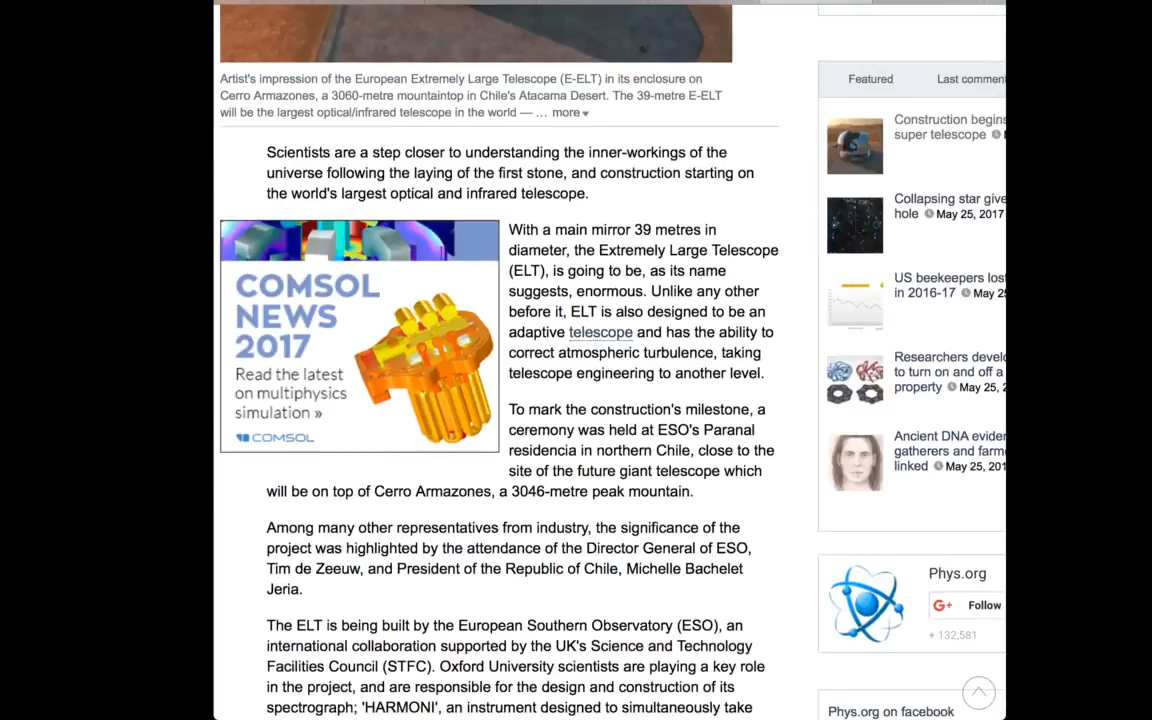 Artist's impression of the European Extremely Large Telescope (E-ELT) in its enclosure on
Cerro Armazones, a 3060-metre mountaintop in Chile's Atacama Desert. The 39-metre E-ELT
will be the largest optical/infrared telescope in the world — ... more
Scientists are a step closer to understanding the inner-workings of the
universe following the laying of the first stone, and construction starting on
the world's largest optical and infrared telescope.
COMSOL
NEWS
2017
Read the latest
on multiphysics
simulation »
COMSOL
With a main mirror 39 metres in
diameter, the Extremely Large Telescope
(ELT), is going to be, as its name
suggests, enormous. Unlike any other
before it, ELT is also designed to be an
adaptive telescope and has the ability to
correct atmospheric turbulence, taking
telescope engineering to another level.
To mark the construction's milestone, a
ceremony was held at ESO's Paranal
residencia in northern Chile, close to the
site of the future giant telescope which
will be on top of Cerro Armazones, a 3046-metre peak mountain.
Among many other representatives from industry, the significance of the
project was highlighted by the attendance of the Director General of ESO,
Tim de Zeeuw, and President of the Republic of Chile, Michelle Bachelet
Jeria.
The ELT is being built by the European Southern Observatory (ESO), an
international collaboration supported by the UK's Science and Technology
Facilities Council (STFC). Oxford University scientists are playing a key role
in the project, and are responsible for the design and construction of its
spectrograph; 'HARMONI', an instrument designed to simultaneously take
Featured Last comment
Construction begins
super telescope
Collapsing star give
hole May 25, 2017
US beekeepers lost
in 2016-17 May 25
Researchers devel
to turn on and off a
property May 25, 2
Ancient DNA eviden
gatherers and farme
linked May 25, 201
Phys.org
G+ Follow
+ 132,581
Phys.org on facebook